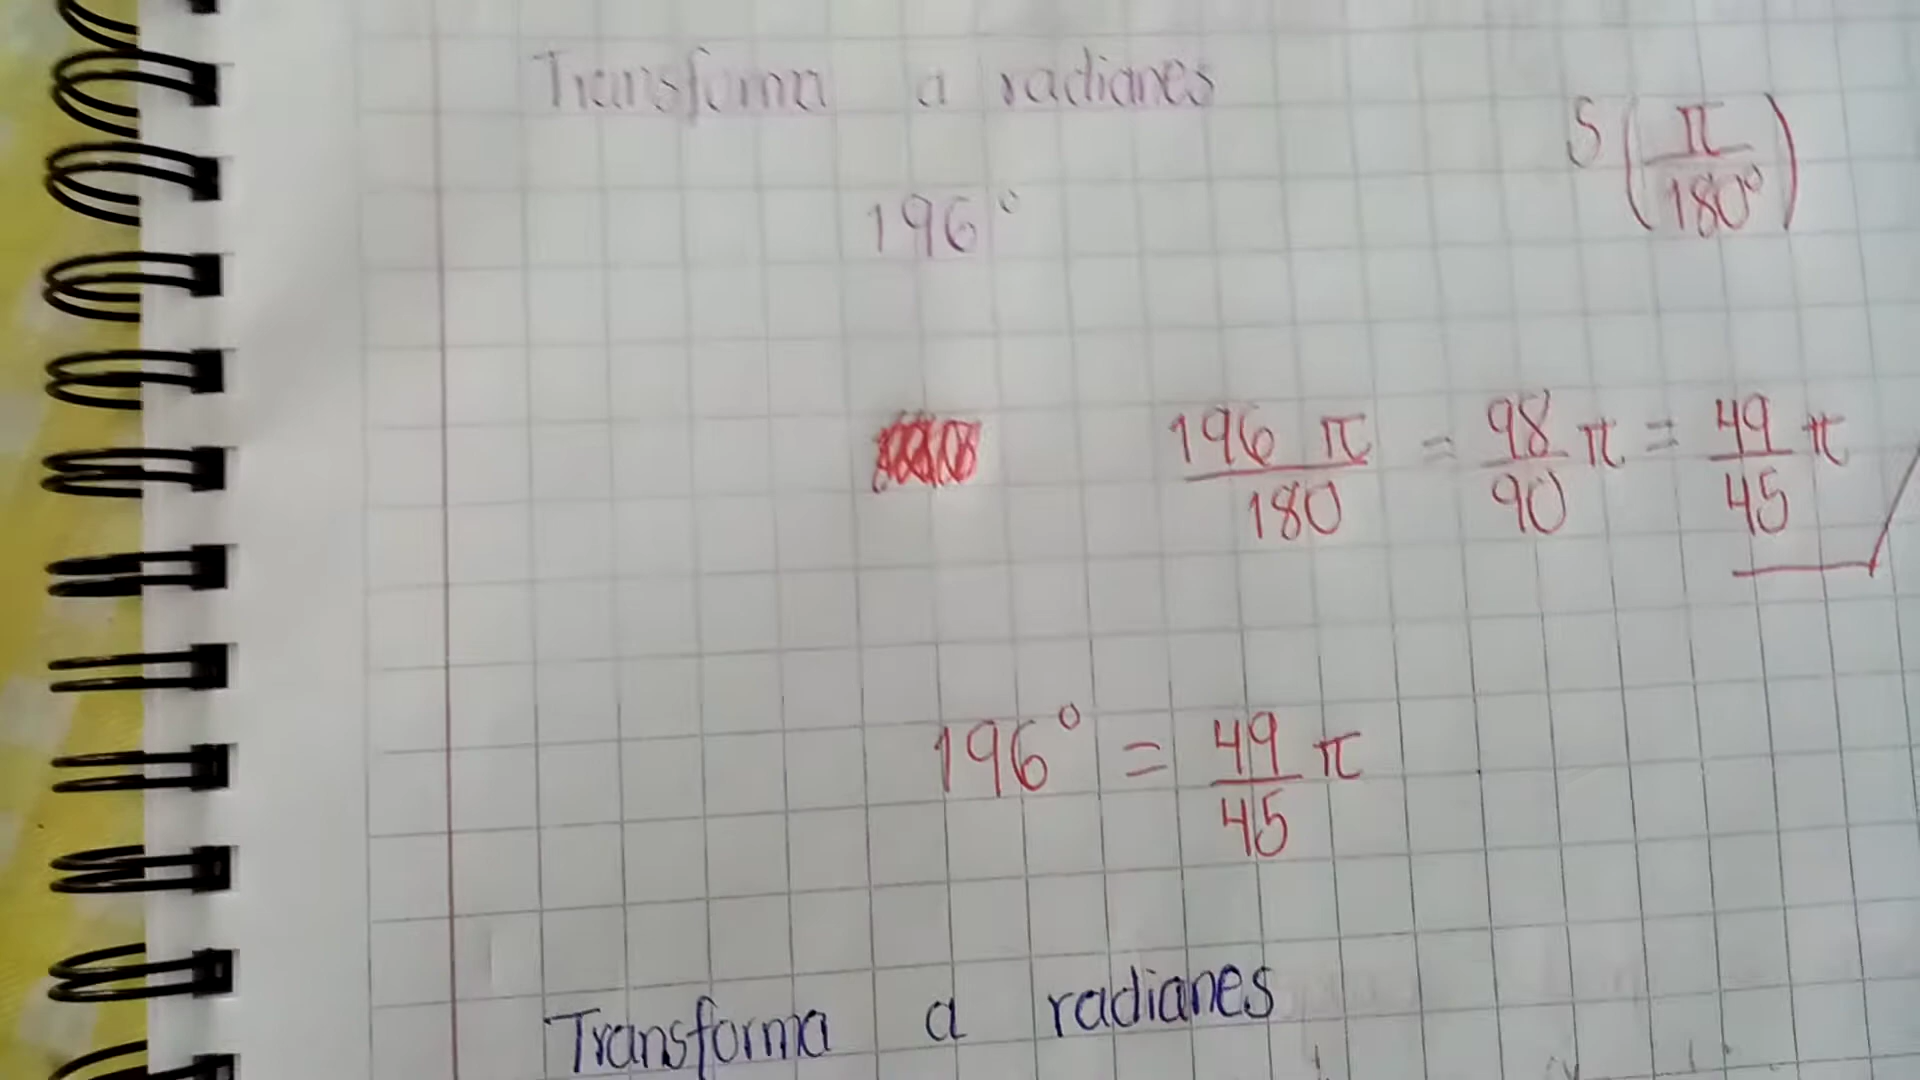 Transforma a radianes
S(π/180°)
196°
196 π/180 = 98/90 π = 49/45 π
196° = 49/45 π
Transforma a radianes